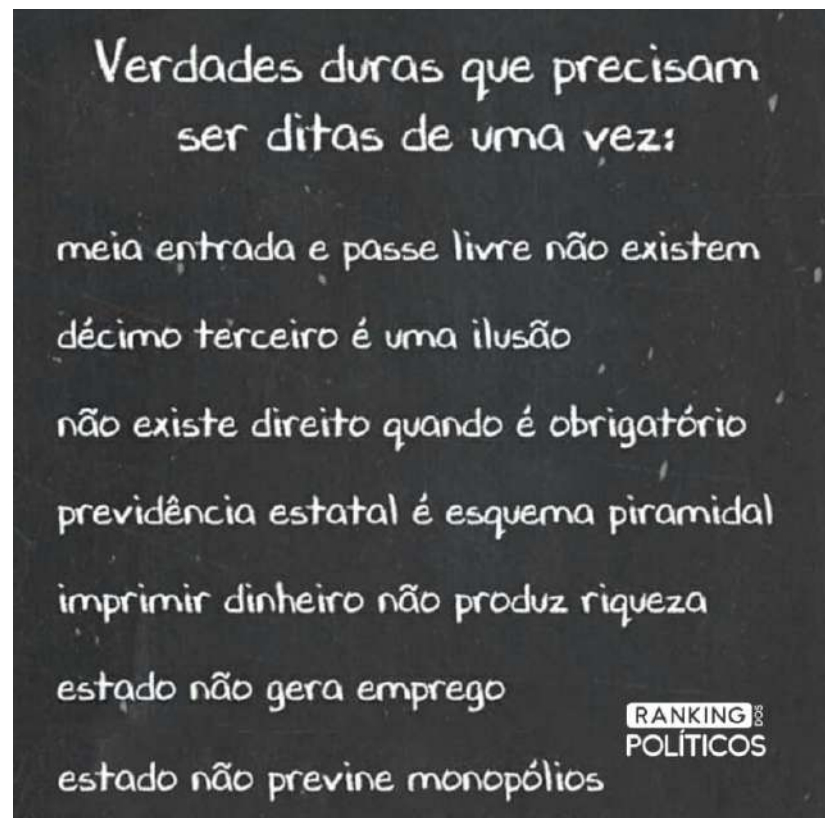 Verdades duras que precisam
ser ditas de uma vez:
meia entrada e passe livre não existem
décimo terceiro é uma ilusão
não existe direito quando é obrigatório
previdência estatal é esquema piramidal
imprimir dinheiro não produz riqueza
estado não gera emprego
estado não previne monopólios
RANKING DOS
POLÍTICOS